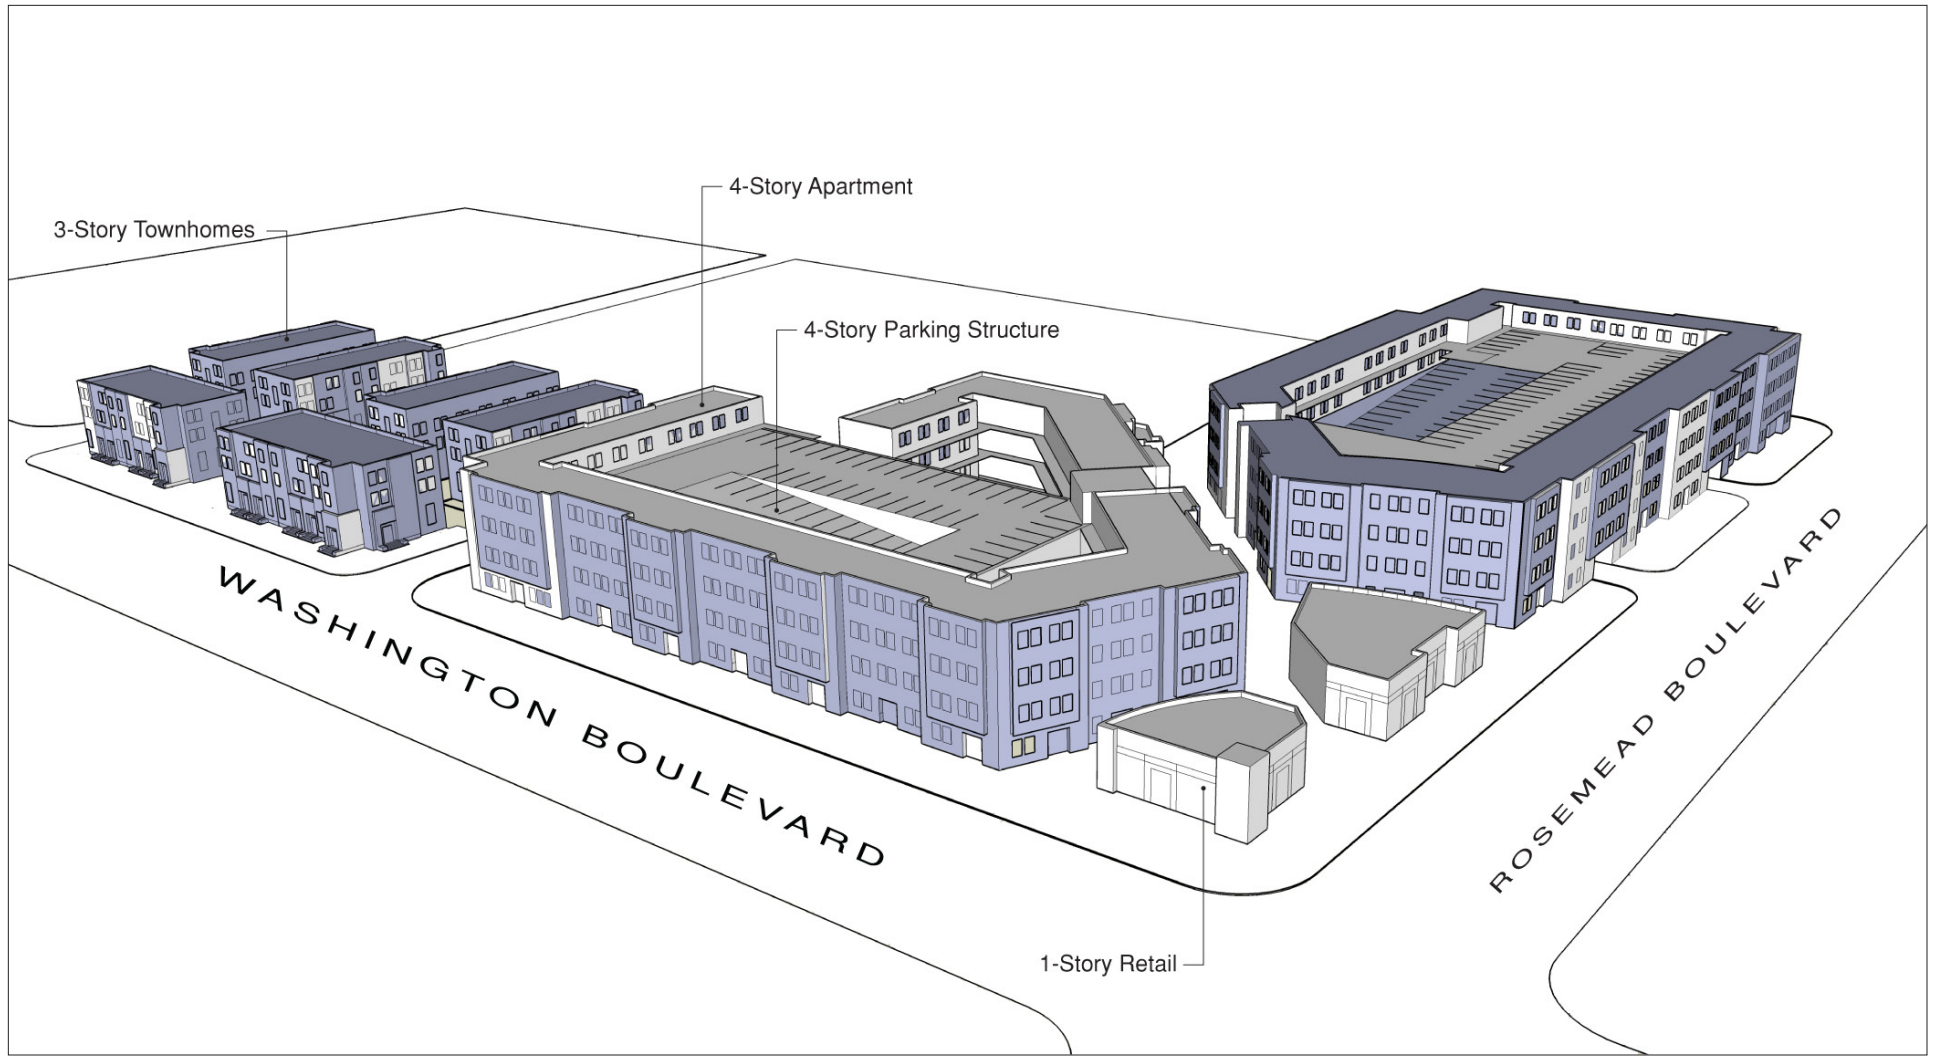 4-Story Apartment
3-Story Townhomes
4-Story Parking Structure
WASHINGTON BOULEVARD
ROSEMEAD BOULEVARD
1-Story Retail